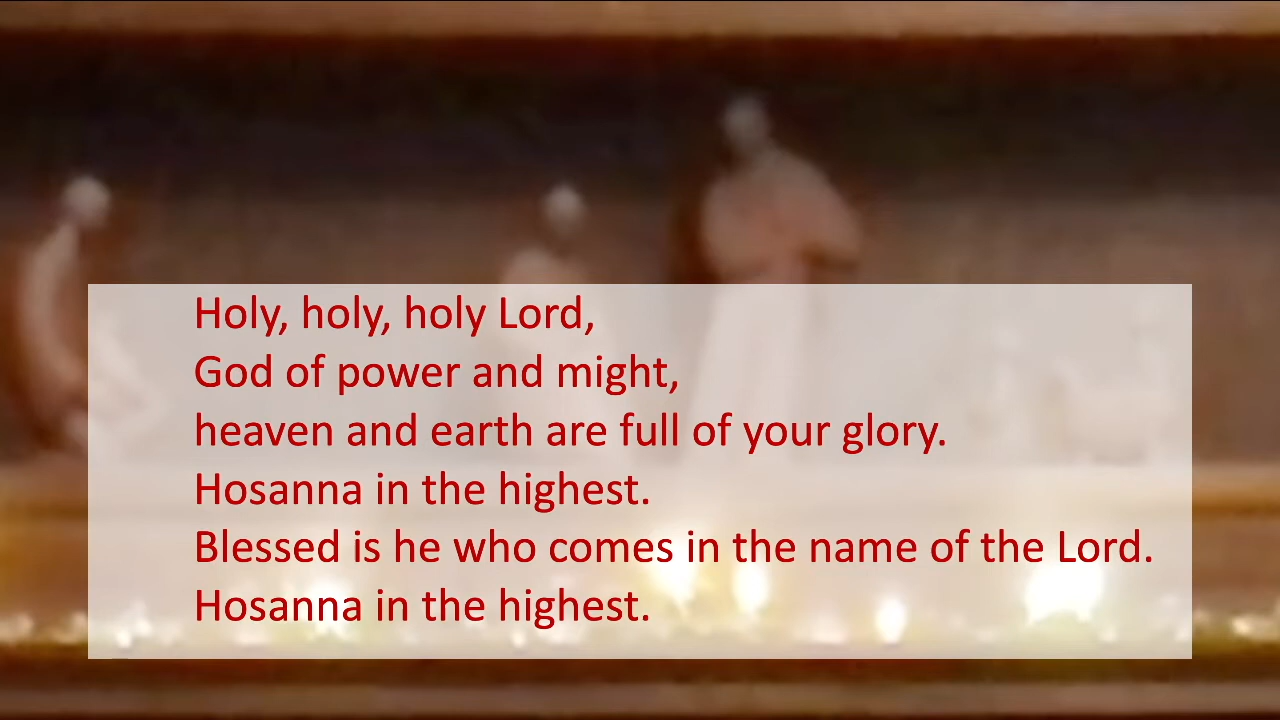 Holy, holy, holy Lord,
God of power and might,
heaven and earth are full of your glory.
Hosanna in the highest.
Blessed is he who comes in the name of the Lord.
Hosanna in the highest.